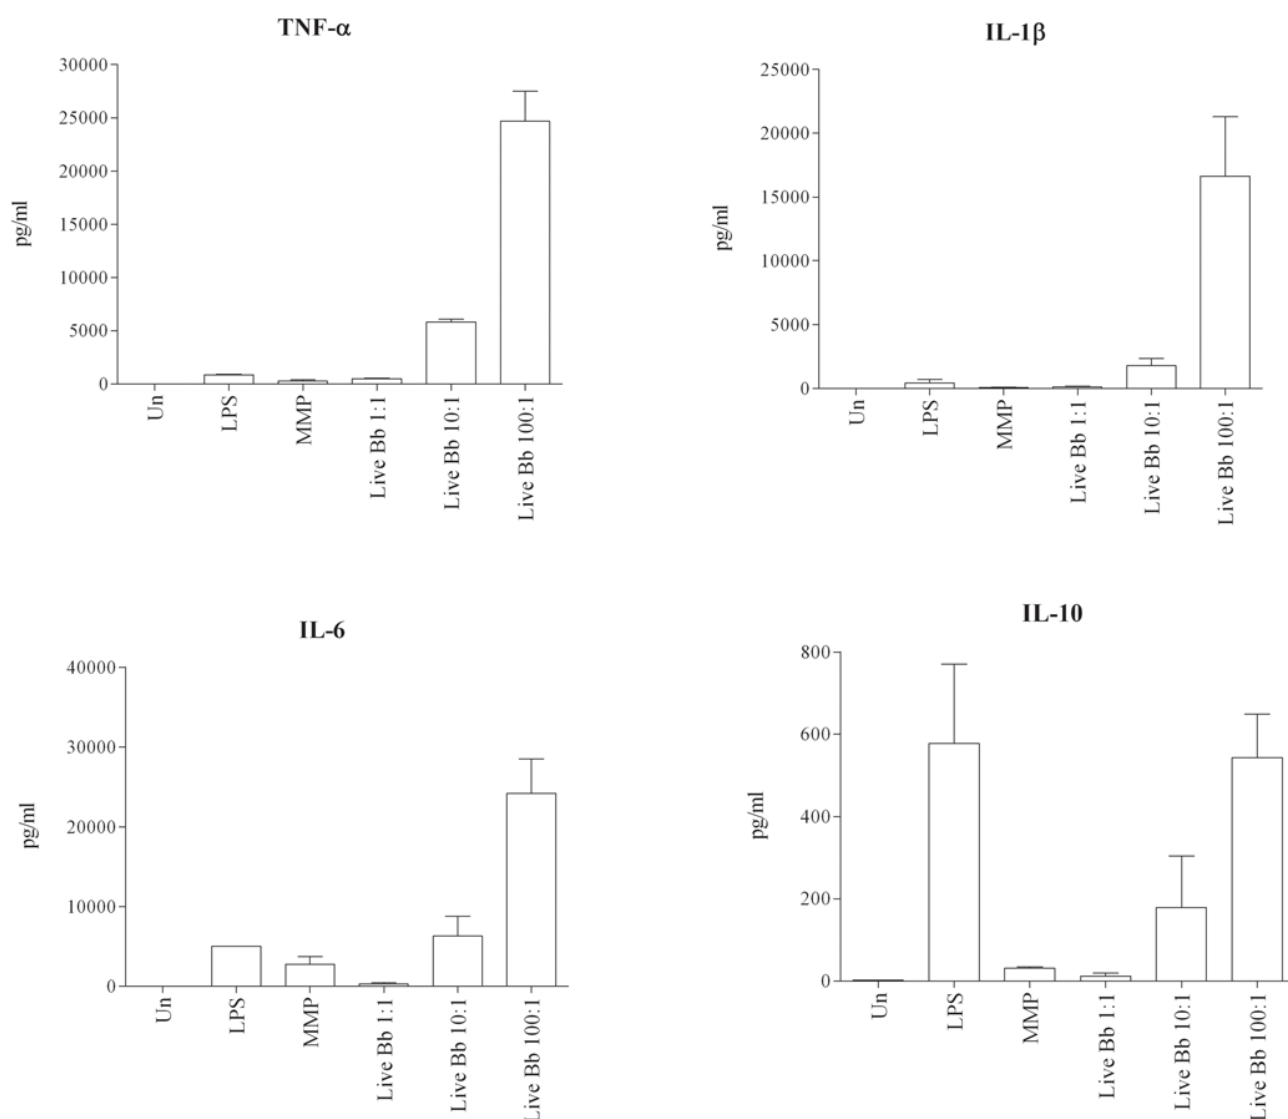 TNF-α
30000
25000
20000
15000
10000
5000
0
pg/ml
Un
LPS
MMP
Live Bb 1:1
Live Bb 10:1
Live Bb 100:1
IL-1β
25000
20000
15000
10000
5000
0
pg/ml
Un
LPS
MMP
Live Bb 1:1
Live Bb 10:1
Live Bb 100:1
IL-6
40000
30000
20000
10000
0
pg/ml
Un
LPS
MMP
Live Bb 1:1
Live Bb 10:1
Live Bb 100:1
IL-10
800
600
400
200
0
pg/ml
Un
LPS
MMP
Live Bb 1:1
Live Bb 10:1
Live Bb 100:1